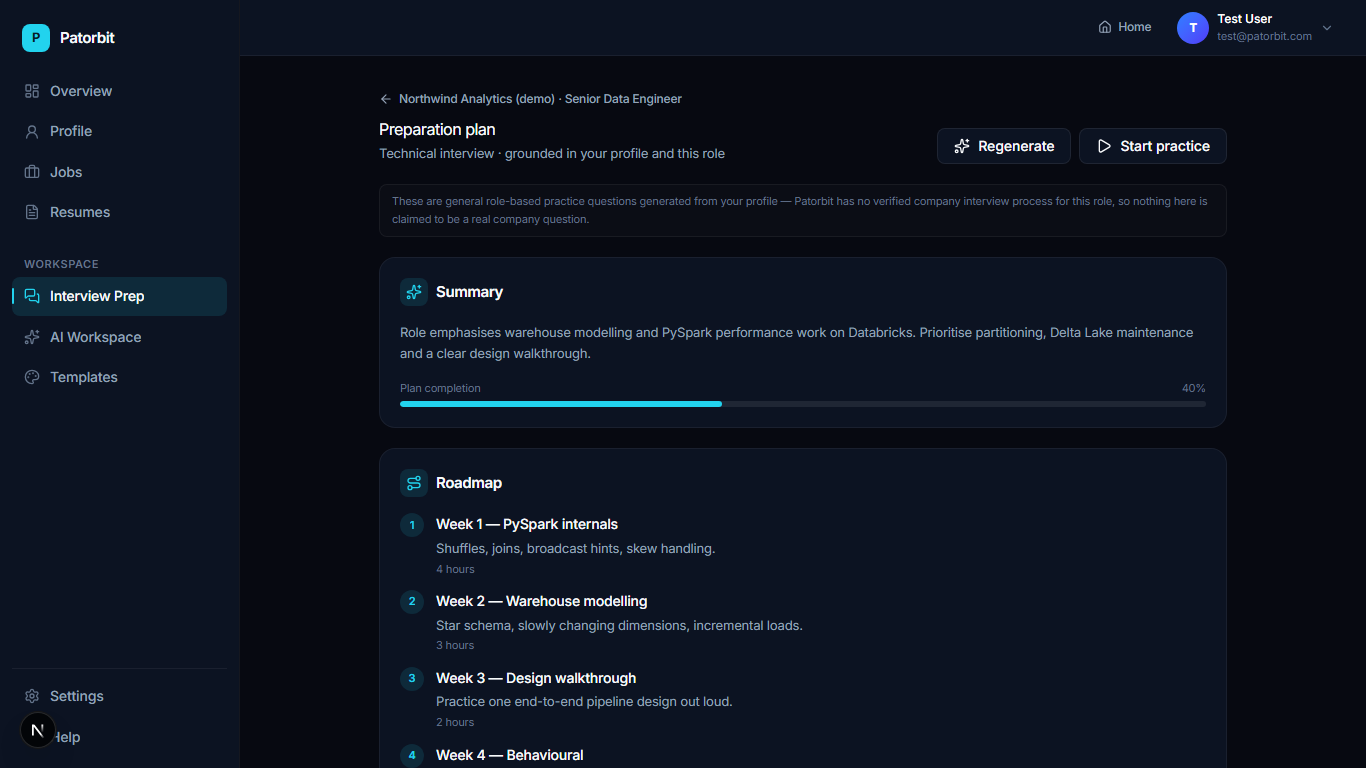 P Patorbit
Overview
Profile
Jobs
Resumes
WORKSPACE
Interview Prep
AI Workspace
Templates
Settings
N
Help
Home
T
Test User
test@patorbit.com
Northwind Analytics (demo) · Senior Data Engineer
Preparation plan
Technical interview · grounded in your profile and this role
Regenerate
Start practice
These are general role-based practice questions generated from your profile — Patorbit has no verified company interview process for this role, so nothing here is
claimed to be a real company question.
Summary
Role emphasises warehouse modelling and PySpark performance work on Databricks. Prioritise partitioning, Delta Lake maintenance
and a clear design walkthrough.
Plan completion 40%
Roadmap
1 Week 1 — PySpark internals
Shuffles, joins, broadcast hints, skew handling.
4 hours
2 Week 2 — Warehouse modelling
Star schema, slowly changing dimensions, incremental loads.
3 hours
3 Week 3 — Design walkthrough
Practice one end-to-end pipeline design out loud.
2 hours
4 Week 4 — Behavioural